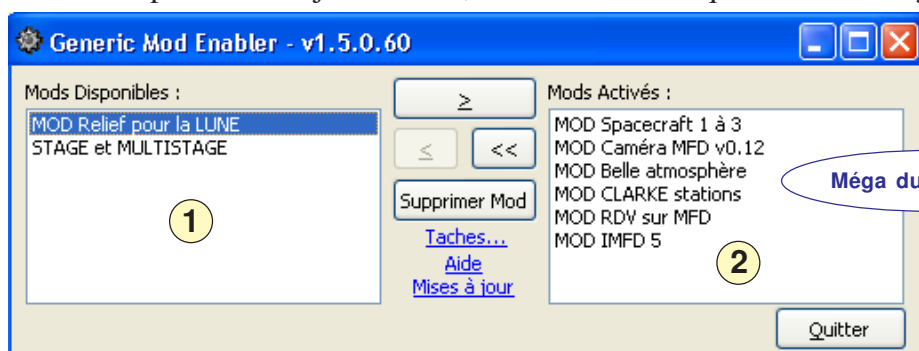 Generic Mod Enabler - v1.5.0.60
Mods Disponibles :
MOD Relief pour la LUNE
STAGE et MULTISTAGE
1
≥
≤
<<
Supprimer Mod
Taches...
Aide
Mises à jour
Mods Activés :
MOD Spacecraft 1 à 3
MOD Caméra MFD v0.12
MOD Belle atmosphère
MOD CLARKE stations
MOD RDV sur MFD
MOD IMFD 5
Méga du
2
Quitter